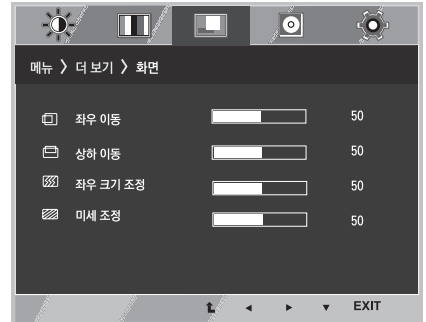 메뉴 > 더 보기 > 화면
좌우 이동 50
상하 이동 50
좌우 크기 조정 50
미세 조정 50
EXIT